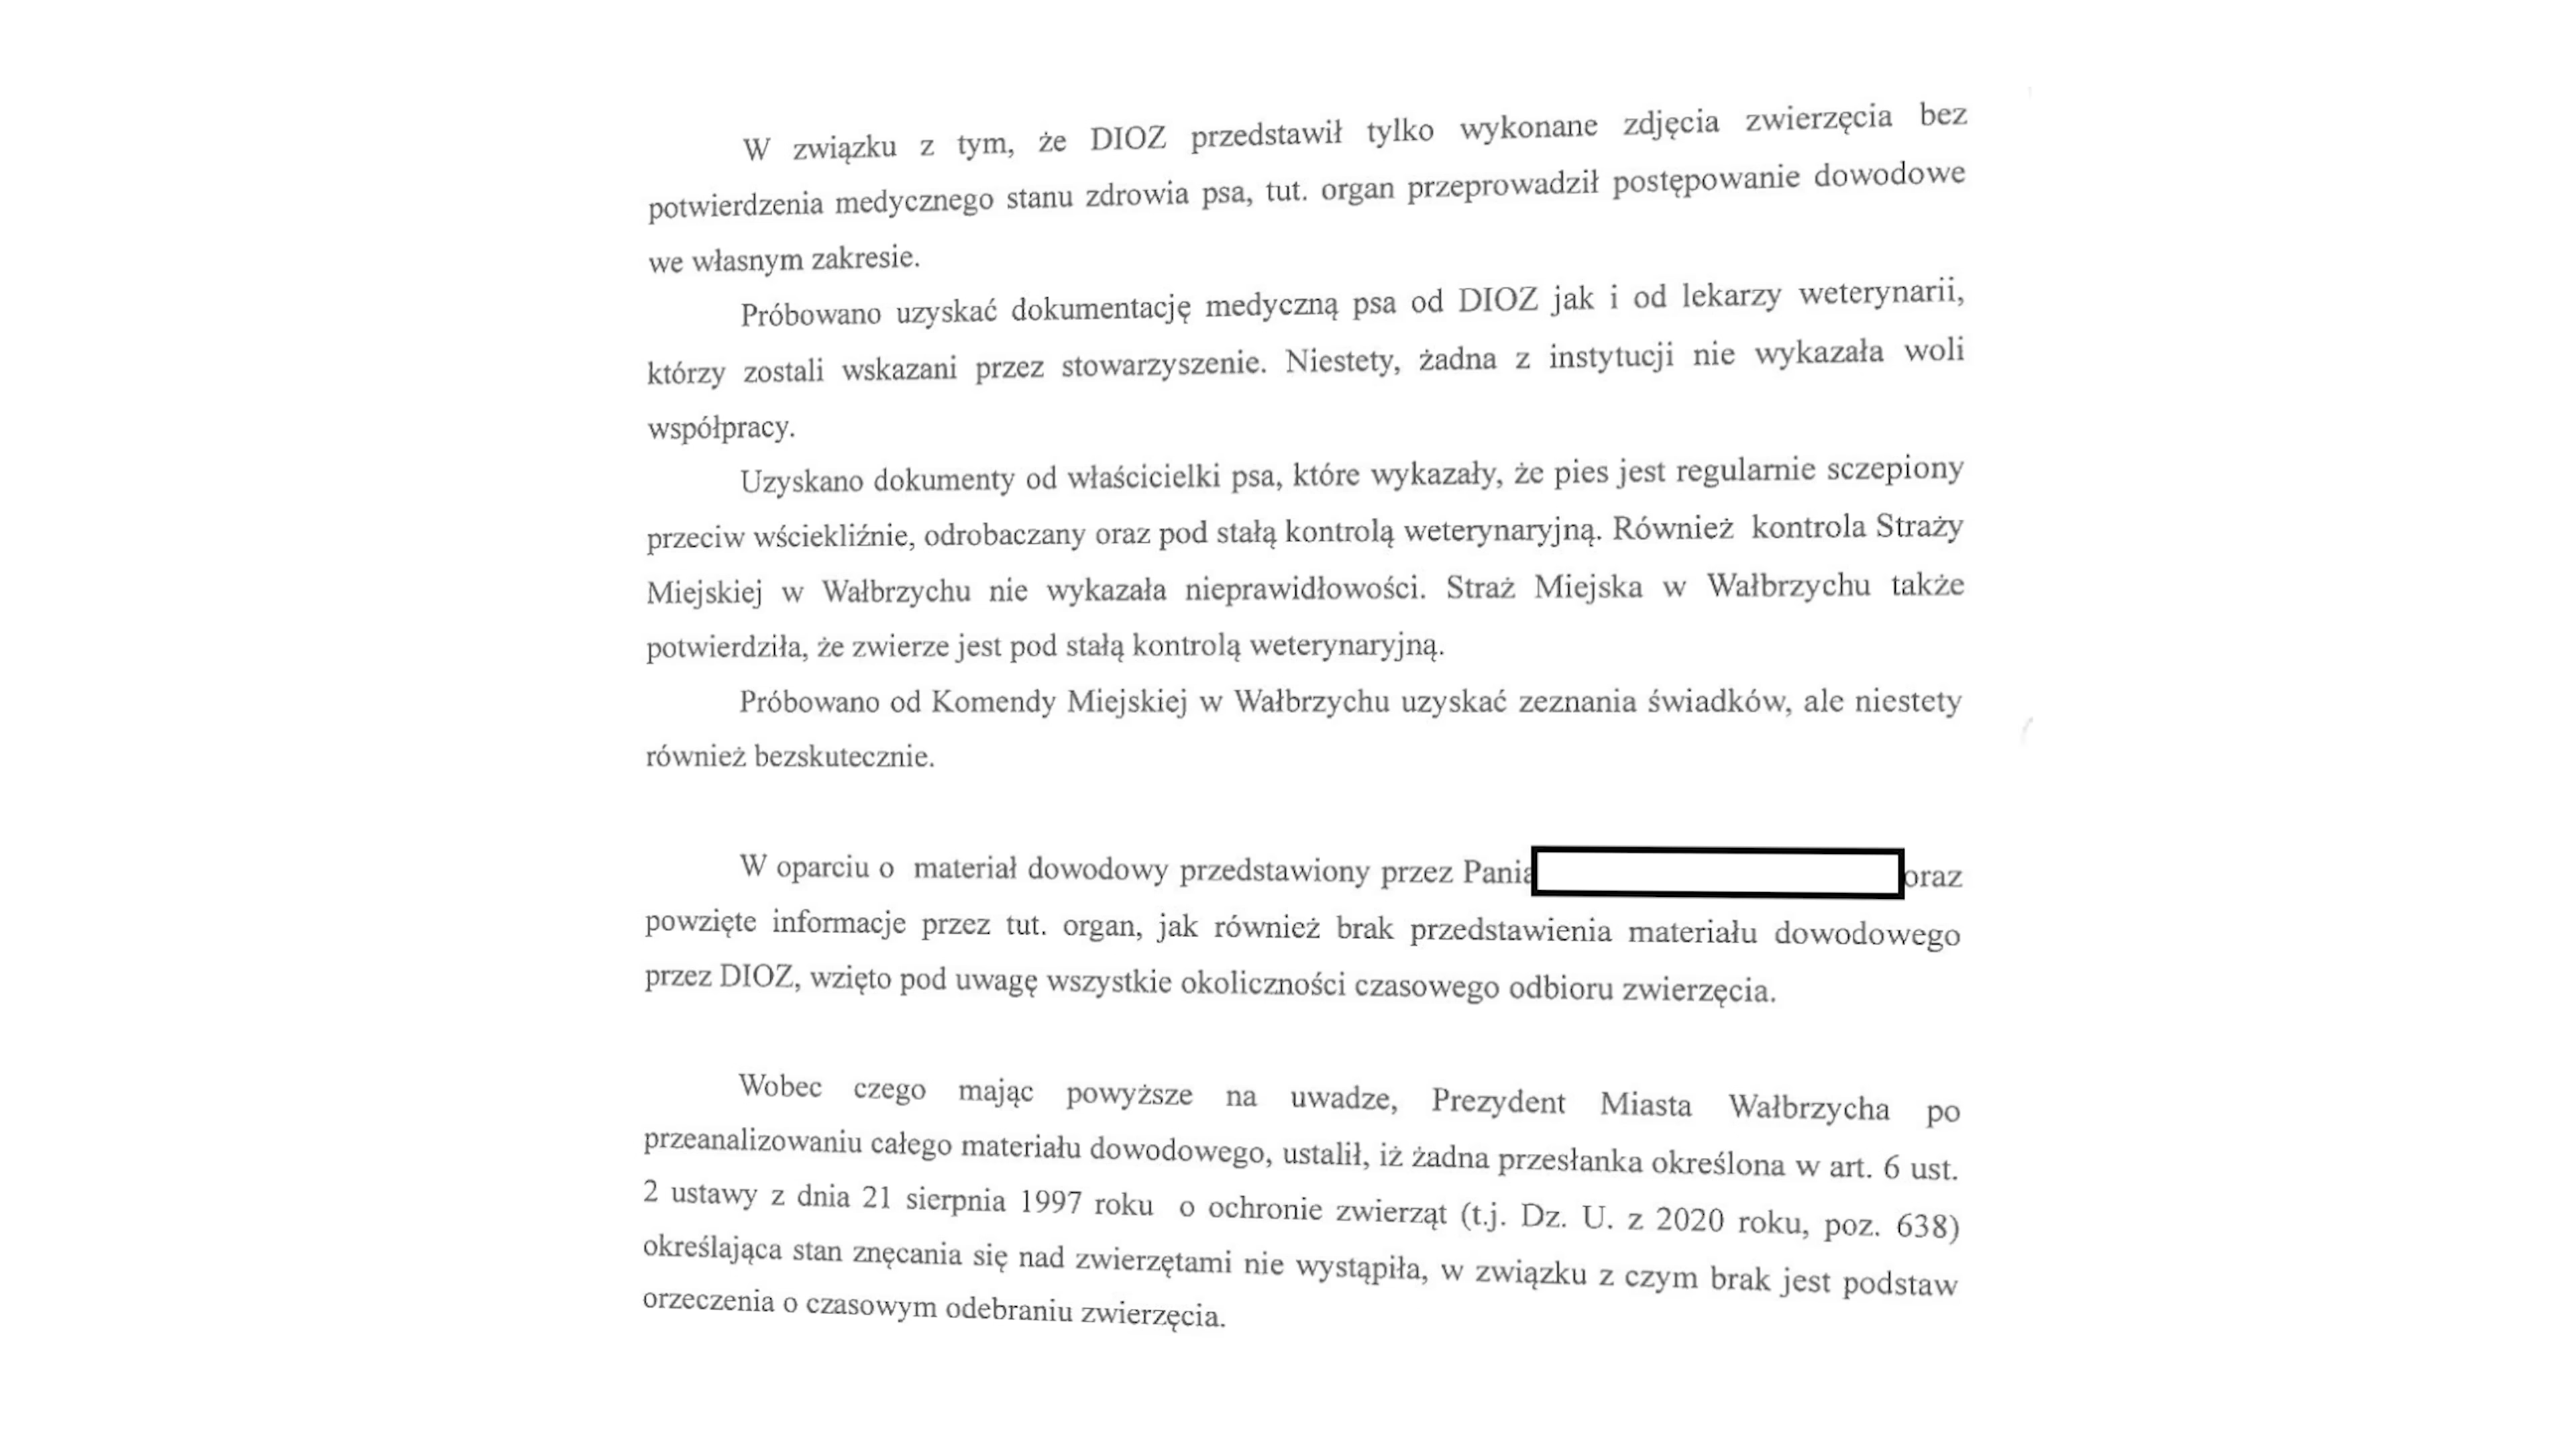 W związku z tym, że DIOZ przedstawił tylko wykonane zdjęcia zwierzęcia bez
potwierdzenia medycznego stanu zdrowia psa, tut. organ przeprowadził postępowanie dowodowe
we własnym zakresie.
Próbowano uzyskać dokumentację medyczną psa od DIOZ jak i od lekarzy weterynarii,
którzy zostali wskazani przez stowarzyszenie. Niestety, żadna z instytucji nie wykazała woli
współpracy.
Uzyskano dokumenty od właścicielki psa, które wykazały, że pies jest regularnie sczepiony
przeciw wściekliźnie, odrobaczany oraz pod stałą kontrolą weterynaryjną. Również kontrola Straży
Miejskiej w Wałbrzychu nie wykazała nieprawidłowości. Straż Miejska w Wałbrzychu także
potwierdziła, że zwierze jest pod stałą kontrolą weterynaryjną.
Próbowano od Komendy Miejskiej w Wałbrzychu uzyskać zeznania świadków, ale niestety
również bezskutecznie.
W oparciu o materiał dowodowy przedstawiony przez Panią oraz
powzięte informacje przez tut. organ, jak również brak przedstawienia materiału dowodowego
przez DIOZ, wzięto pod uwagę wszystkie okoliczności czasowego odbioru zwierzęcia.
Wobec czego mając powyższe na uwadze, Prezydent Miasta Wałbrzycha po
przeanalizowaniu całego materiału dowodowego, ustalił, iż żadna przesłanka określona w art. 6 ust.
2 ustawy z dnia 21 sierpnia 1997 roku o ochronie zwierząt (t.j. Dz. U. z 2020 roku, poz. 638)
określająca stan znęcania się nad zwierzętami nie wystąpiła, w związku z czym brak jest podstaw
orzeczenia o czasowym odebraniu zwierzęcia.